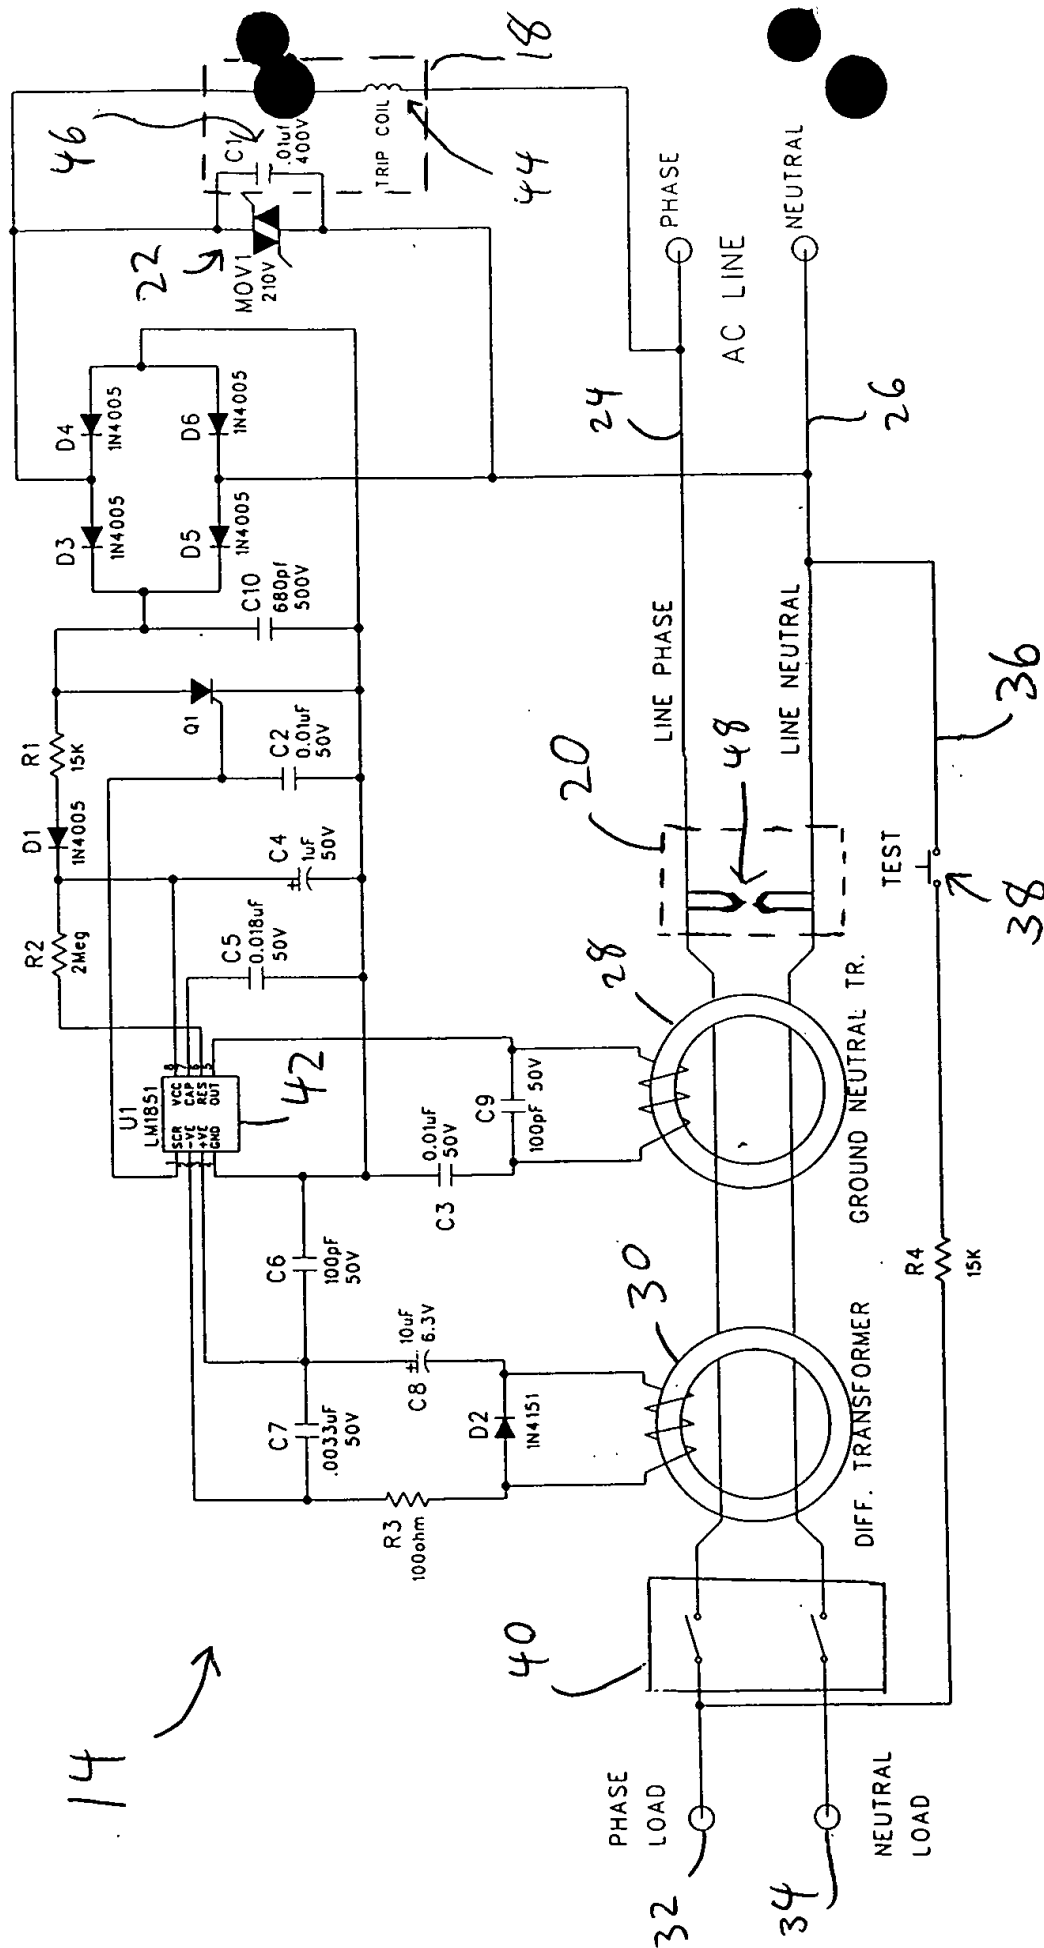 14
18
46
C1
.01uf
400V
TRIP COIL
44
22
MOV1
210V
D4
1N4005
D6
1N4005
D3
1N4005
D5
1N4005
C10
680pf
500V
R1
15K
Q1
C2
0.01uF
50V
D1
1N4005
C4
1uF
50V
R2
2Meg
C5
0.018uF
50V
U1
LM1851
SCR
-VE
+VE
GND
VCC
CAP
RES
OUT
8
7
6
5
1
42
C9
100pF 50V
C3
0.01uF
50V
C6
100pF
50V
C7
.0033uF
50V
C8
10uF
6.3V
D2
1N4151
R3
100ohm
PHASE
AC LINE
NEUTRAL
24
26
LINE PHASE
LINE NEUTRAL
20
48
28
GROUND NEUTRAL TR.
30
DIFF. TRANSFORMER
TEST
38
36
R4
15K
40
PHASE
LOAD
32
34
NEUTRAL
LOAD